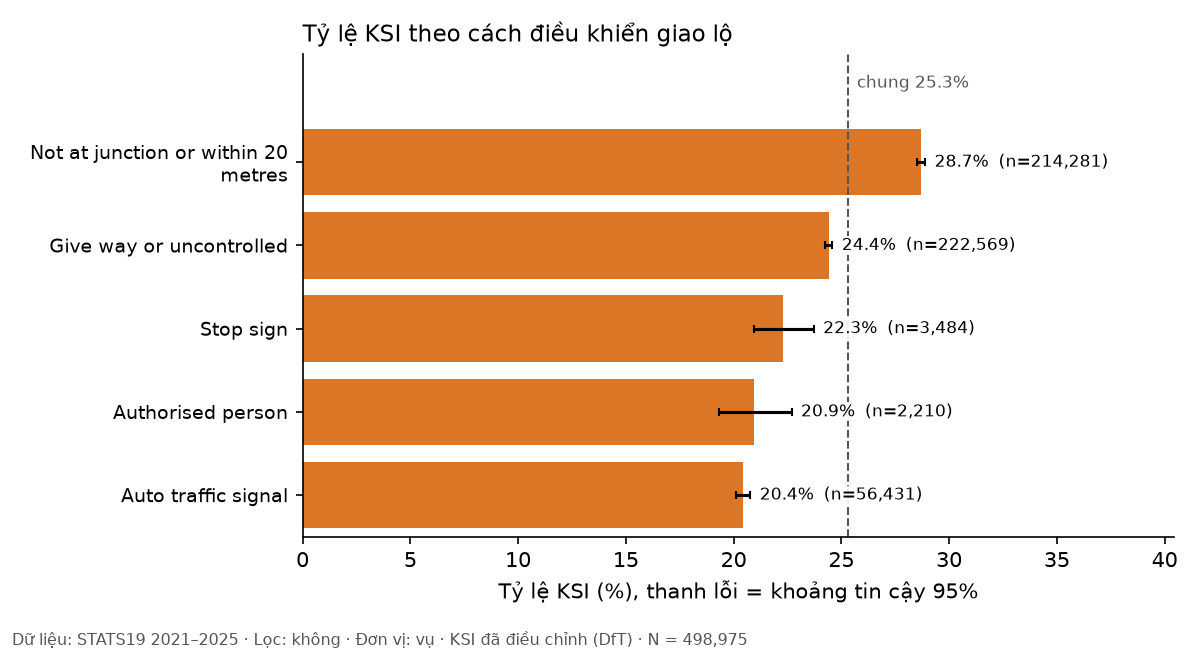 Tỷ lệ KSI theo cách điều khiển giao lộ
chung 25.3%
Not at junction or within 20
metres
28.7% (n=214,281)
Give way or uncontrolled
24.4% (n=222,569)
Stop sign
22.3% (n=3,484)
Authorised person
20.9% (n=2,210)
Auto traffic signal
20.4% (n=56,431)
0 5 10 15 20 25 30 35 40
Tỷ lệ KSI (%), thanh lỗi = khoảng tin cậy 95%
Dữ liệu: STATS19 2021–2025 · Lọc: không · Đơn vị: vụ · KSI đã điều chỉnh (DfT) · N = 498,975